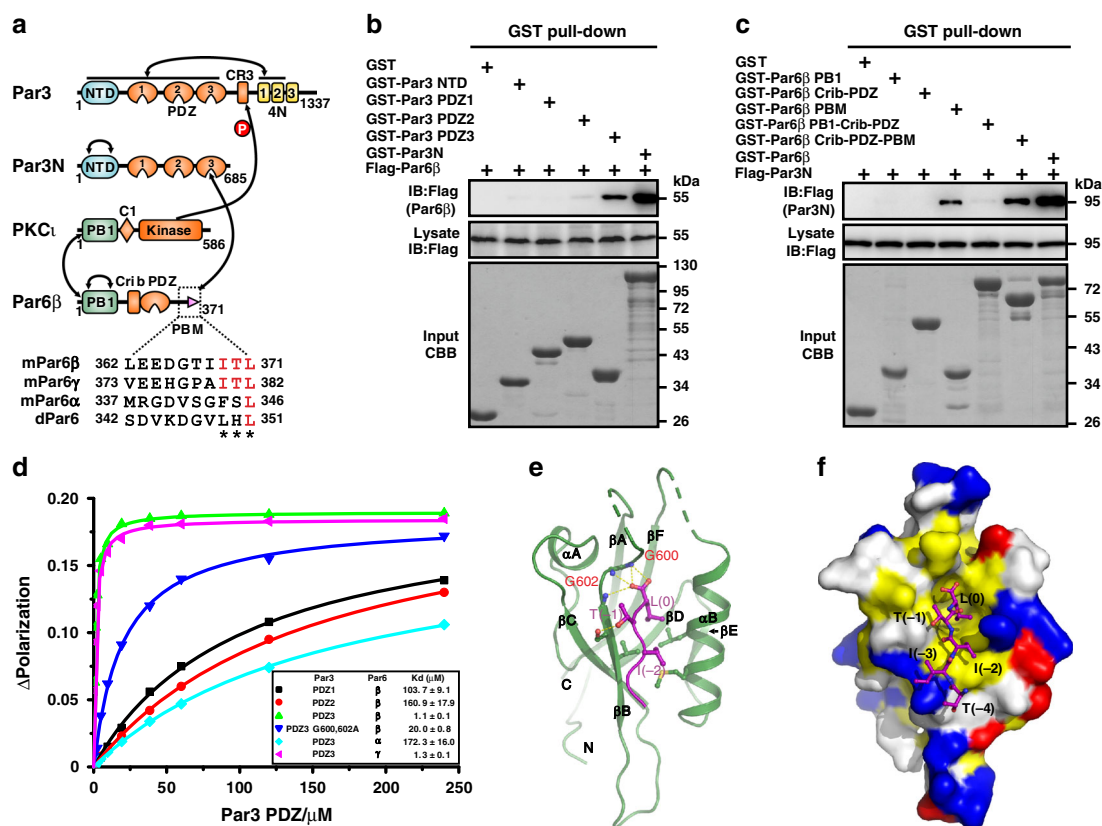 a
Par3
NTD
1
2
3
PDZ
CR3
1 2 3
4N
1
1337
P
Par3N
NTD
1
2
3
1
685
PKCι
PB1
C1
Kinase
1
586
Par6β
PB1
Crib PDZ
1
371
PBM
mPar6β 362 LEEDGTIITL 371
mPar6γ 373 VEEHGPAITL 382
mPar6α 337 MRGDVSGFSL 346
dPar6 342 SDVKDGVLHL 351
***
b
GST pull-down
GST +
GST-Par3 NTD +
GST-Par3 PDZ1 +
GST-Par3 PDZ2 +
GST-Par3 PDZ3 +
GST-Par3N +
Flag-Par6β + + + + + +
kDa
IB:Flag
(Par6β)
55
Lysate
IB:Flag
55
Input
CBB
130
95
72
55
43
34
26
c
GST pull-down
GST +
GST-Par6β PB1 +
GST-Par6β Crib-PDZ +
GST-Par6β PBM +
GST-Par6β PB1-Crib-PDZ +
GST-Par6β Crib-PDZ-PBM +
GST-Par6β +
Flag-Par3N + + + + + + +
kDa
IB:Flag
(Par3N)
95
Lysate
IB:Flag
95
Input
CBB
72
55
43
34
26
d
ΔPolarization
0.20
0.15
0.10
0.05
0
0 50 100 150 200 250
Par3 PDZ/μM
Par3 Par6 Kd (μM)
PDZ1 β 103.7 ± 9.1
PDZ2 β 160.9 ± 17.9
PDZ3 β 1.1 ± 0.1
PDZ3 G600,602A β 20.0 ± 0.8
PDZ3 α 172.3 ± 16.0
PDZ3 γ 1.3 ± 0.1
e
αA
βA
βF
G600
G602
T(−1)
L(0)
βC
βD
αB
βE
I(−2)
C
βB
N
f
L(0)
T(−1)
I(−3)
I(−2)
T(−4)